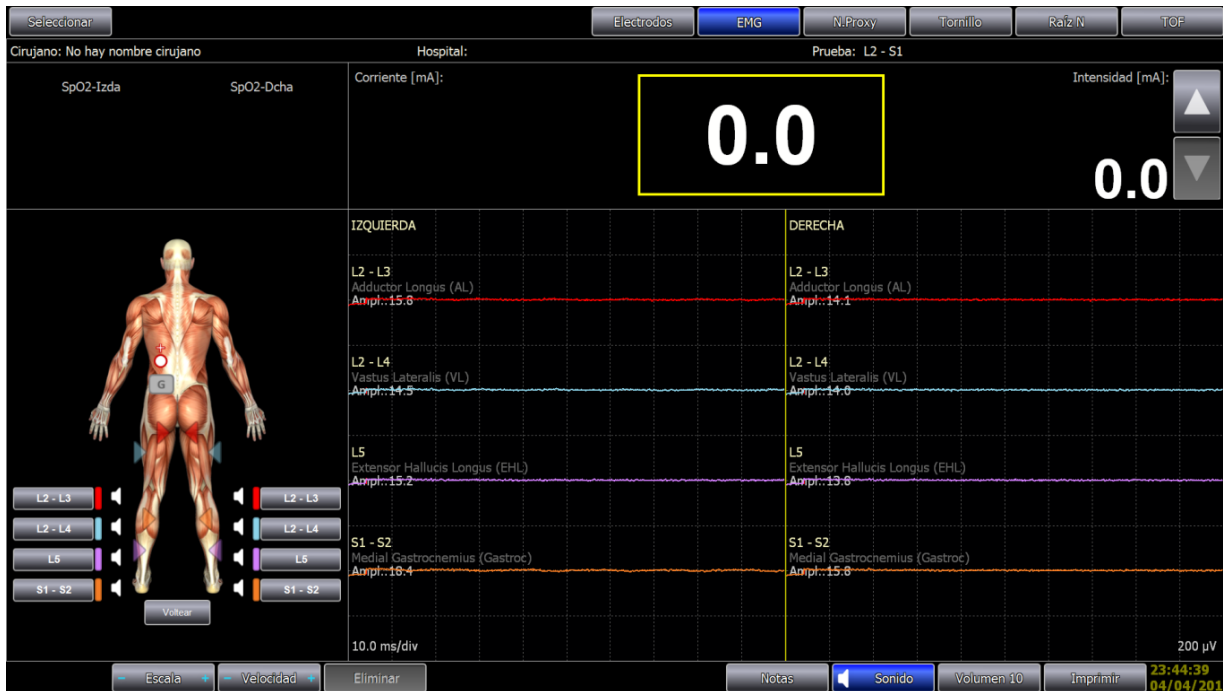 Seleccionar Electrodos EMG N.Proxy Tornillo Raíz N TOF
Cirujano: No hay nombre cirujano Hospital: Prueba: L2 - S1
SpO2-Izda SpO2-Dcha
Corriente [mA]:
0.0
Intensidad [mA]:
0.0
IZQUIERDA
L2 - L3
Adductor Longus (AL)
Ampl.:15.8
L2 - L4
Vastus Lateralis (VL)
Ampl.:14.5
L5
Extensor Hallucis Longus (EHL)
Ampl.:15.2
S1 - S2
Medial Gastrocnemius (Gastroc)
Ampl.:18.4
10.0 ms/div
DERECHA
L2 - L3
Adductor Longus (AL)
Ampl.:14.1
L2 - L4
Vastus Lateralis (VL)
Ampl.:14.0
L5
Extensor Hallucis Longus (EHL)
Ampl.:13.8
S1 - S2
Medial Gastrocnemius (Gastroc)
Ampl.:15.8
200 µV
G
L2 - L3 L2 - L3
L2 - L4 L2 - L4
L5 L5
S1 - S2 S1 - S2
Voltear
- Escala + - Velocidad + Eliminar Notas Sonido Volumen 10 Imprimir
23:44:39
04/04/201